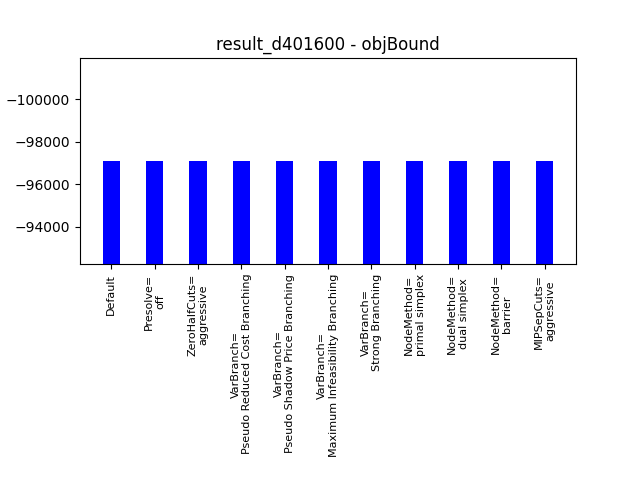 result_d401600 - objBound
−100000
−98000
−96000
−94000
Default
Presolve=
off
ZeroHalfCuts=
aggressive
VarBranch=
Pseudo Reduced Cost Branching
VarBranch=
Pseudo Shadow Price Branching
VarBranch=
Maximum Infeasibility Branching
VarBranch=
Strong Branching
NodeMethod=
primal simplex
NodeMethod=
dual simplex
NodeMethod=
barrier
MIPSepCuts=
aggressive